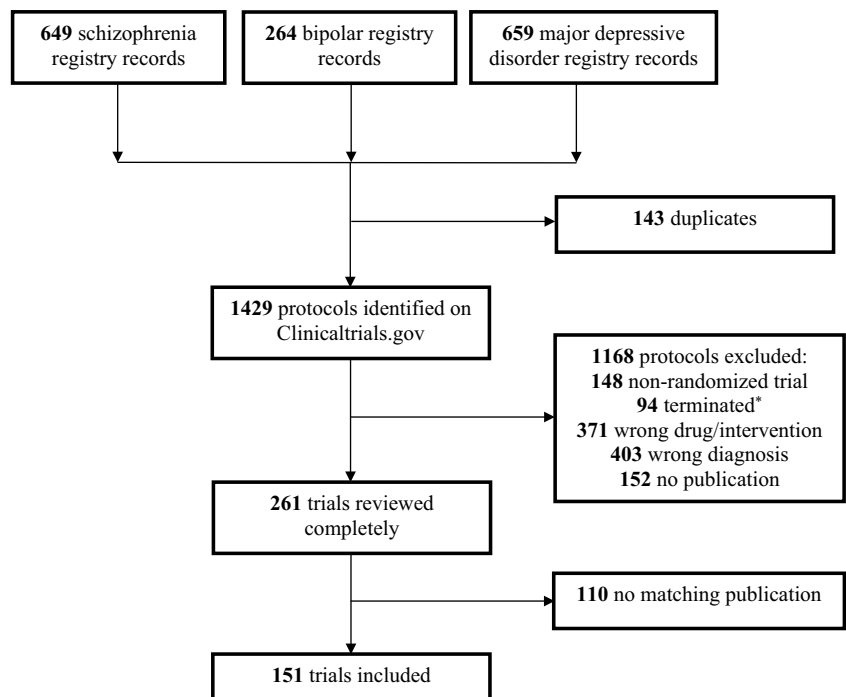 649 schizophrenia
registry records
264 bipolar registry
records
659 major depressive
disorder registry records
143 duplicates
1429 protocols identified on
Clinicaltrials.gov
1168 protocols excluded:
148 non-randomized trial
94 terminated*
371 wrong drug/intervention
403 wrong diagnosis
152 no publication
261 trials reviewed
completely
110 no matching publication
151 trials included